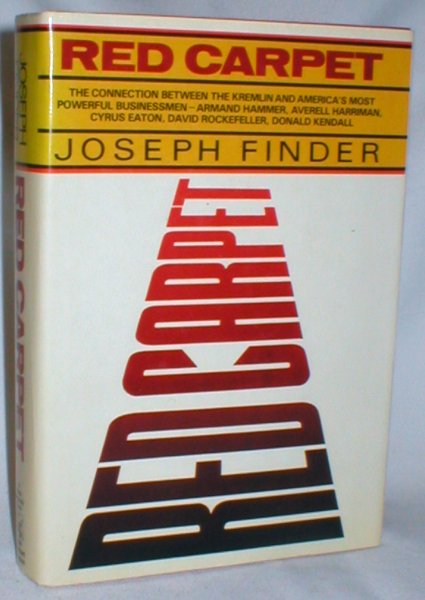 RED CARPET
THE CONNECTION BETWEEN THE KREMLIN AND AMERICA'S MOST
POWERFUL BUSINESSMEN – ARMAND HAMMER, AVERELL HARRIMAN,
CYRUS EATON, DAVID ROCKEFELLER, DONALD KENDALL
JOSEPH FINDER
RED CARPET
JOSEPH
RED CARPET